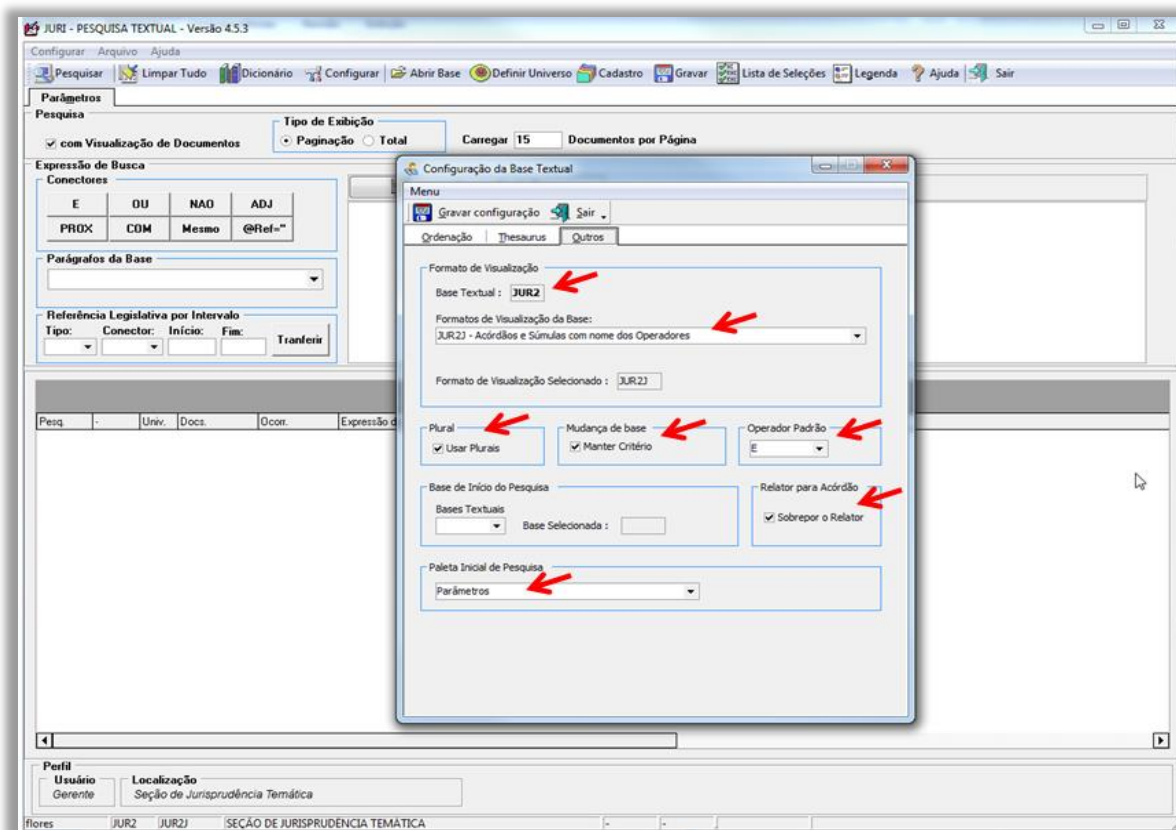 JURI - PESQUISA TEXTUAL - Versão 4.5.3
Configurar Arquivo Ajuda
Pesquisar Limpar Tudo Dicionário Configurar Abrir Base Definir Universo Cadastro Gravar Lista de Seleções Legenda Ajuda Sair
Parâmetros
Pesquisa
com Visualização de Documentos
Tipo de Exibição
Paginação Total
Carregar 15 Documentos por Página
Expressão de Busca
Conectores
E OU NAO ADJ
PROX COM Mesmo @Ref="
Parágrafos da Base
Referência Legislativa por Intervalo
Tipo: Conector: Início: Fim:
Tranferir
Pesq. - Univ. Docs. Ocorr. Expressão d
Configuração da Base Textual
Menu
Gravar configuração Sair
Ordenação Thesaurus Outros
Formato de Visualização
Base Textual : JUR2
Formatos de Visualização da Base:
JUR2J - Acórdãos e Súmulas com nome dos Operadores
Formato de Visualização Selecionado : JUR2J
Plural
Usar Plurais
Mudança de base
Manter Critério
Operador Padrão
E
Base de Início do Pesquisa
Bases Textuais
Base Selecionada :
Relator para Acórdão
Sobrepor o Relator
Paleta Inicial de Pesquisa
Parâmetros
Perfil
Usuário
Gerente
Localização
Seção de Jurisprudência Temática
flores JUR2 JUR2J SEÇÃO DE JURISPRUDÊNCIA TEMÁTICA - -